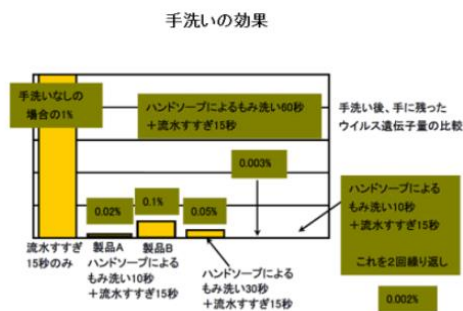 手洗いの効果
手洗いなしの
場合の1%
ハンドソープによるもみ洗い60秒
＋流水すすぎ15秒
手洗い後、手に残った
ウイルス遺伝子量の比較
0.003%
ハンドソープによる
もみ洗い10秒
＋流水すすぎ15秒
これを2回繰り返し
0.02%
0.1%
0.05%
流水すすぎ
15秒のみ
製品A
製品B
ハンドソープによる
もみ洗い10秒
＋流水すすぎ15秒
ハンドソープによる
もみ洗い30秒
＋流水すすぎ15秒
0.002%